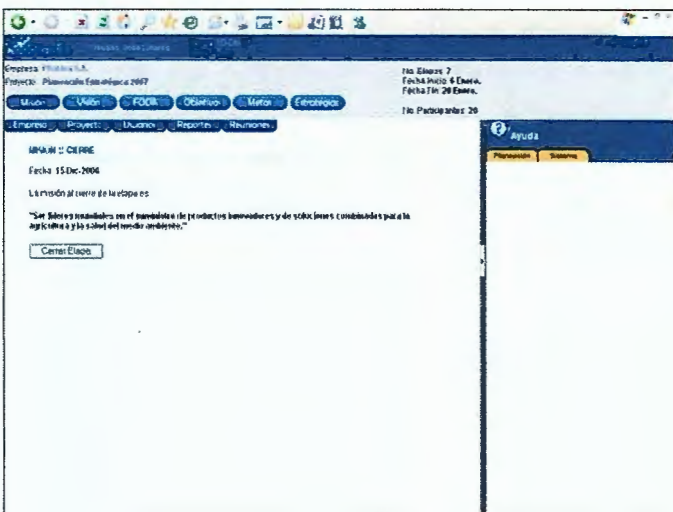 Empresa:
Proyecto: Planeación Estratégica 2007
No. Etapas: 7
Fecha Inicio: 6 Enero.
Fecha Fin: 20 Enero.
No. Participantes: 20
Misión Visión FODA Objetivo Metas Estrategias
Empresa Proyecto Usuarios Reportes Reuniones
MISION :: CIERRE
Fecha: 15-Dic-2006
La misión al cierre de la etapa es:
"Ser líderes mundiales en el suministro de productos innovadores y de soluciones combinadas para la
agricultura y la salud del medio ambiente."
Cerrar Etapa
Ayuda
Planeación Sistema